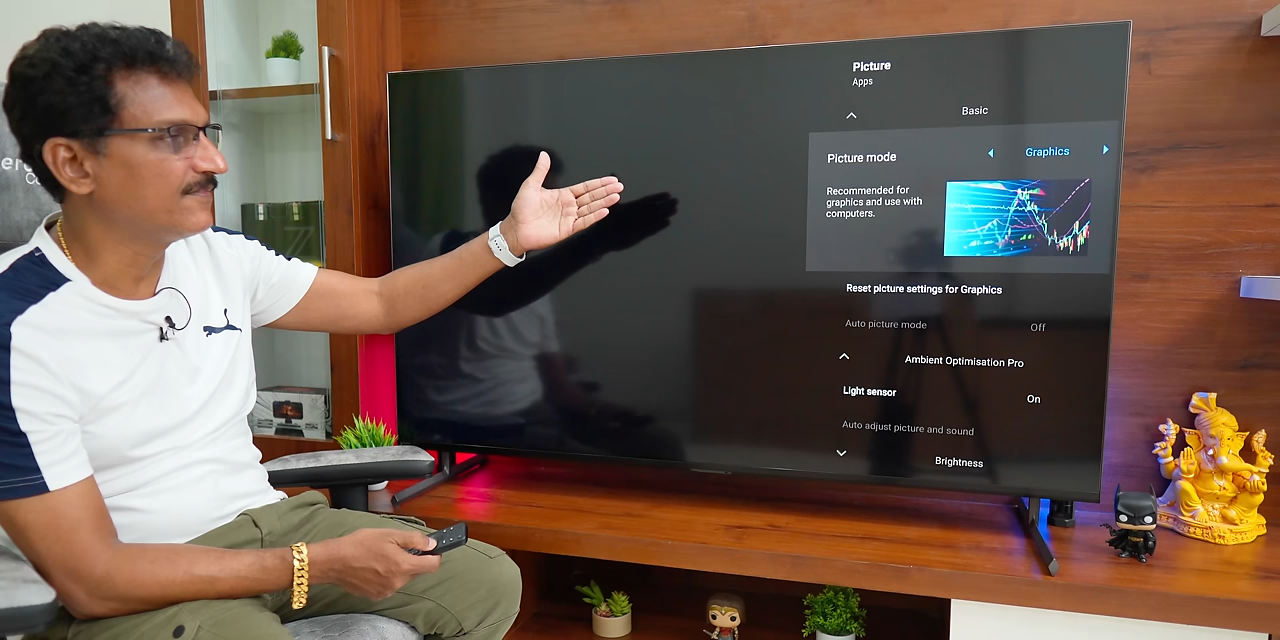 Picture
Apps
Basic
Picture mode
Graphics
Recommended for
graphics and use with
computers.
Reset picture settings for Graphics
Auto picture mode
Off
Ambient Optimisation Pro
Light sensor
On
Auto adjust picture and sound
Brightness